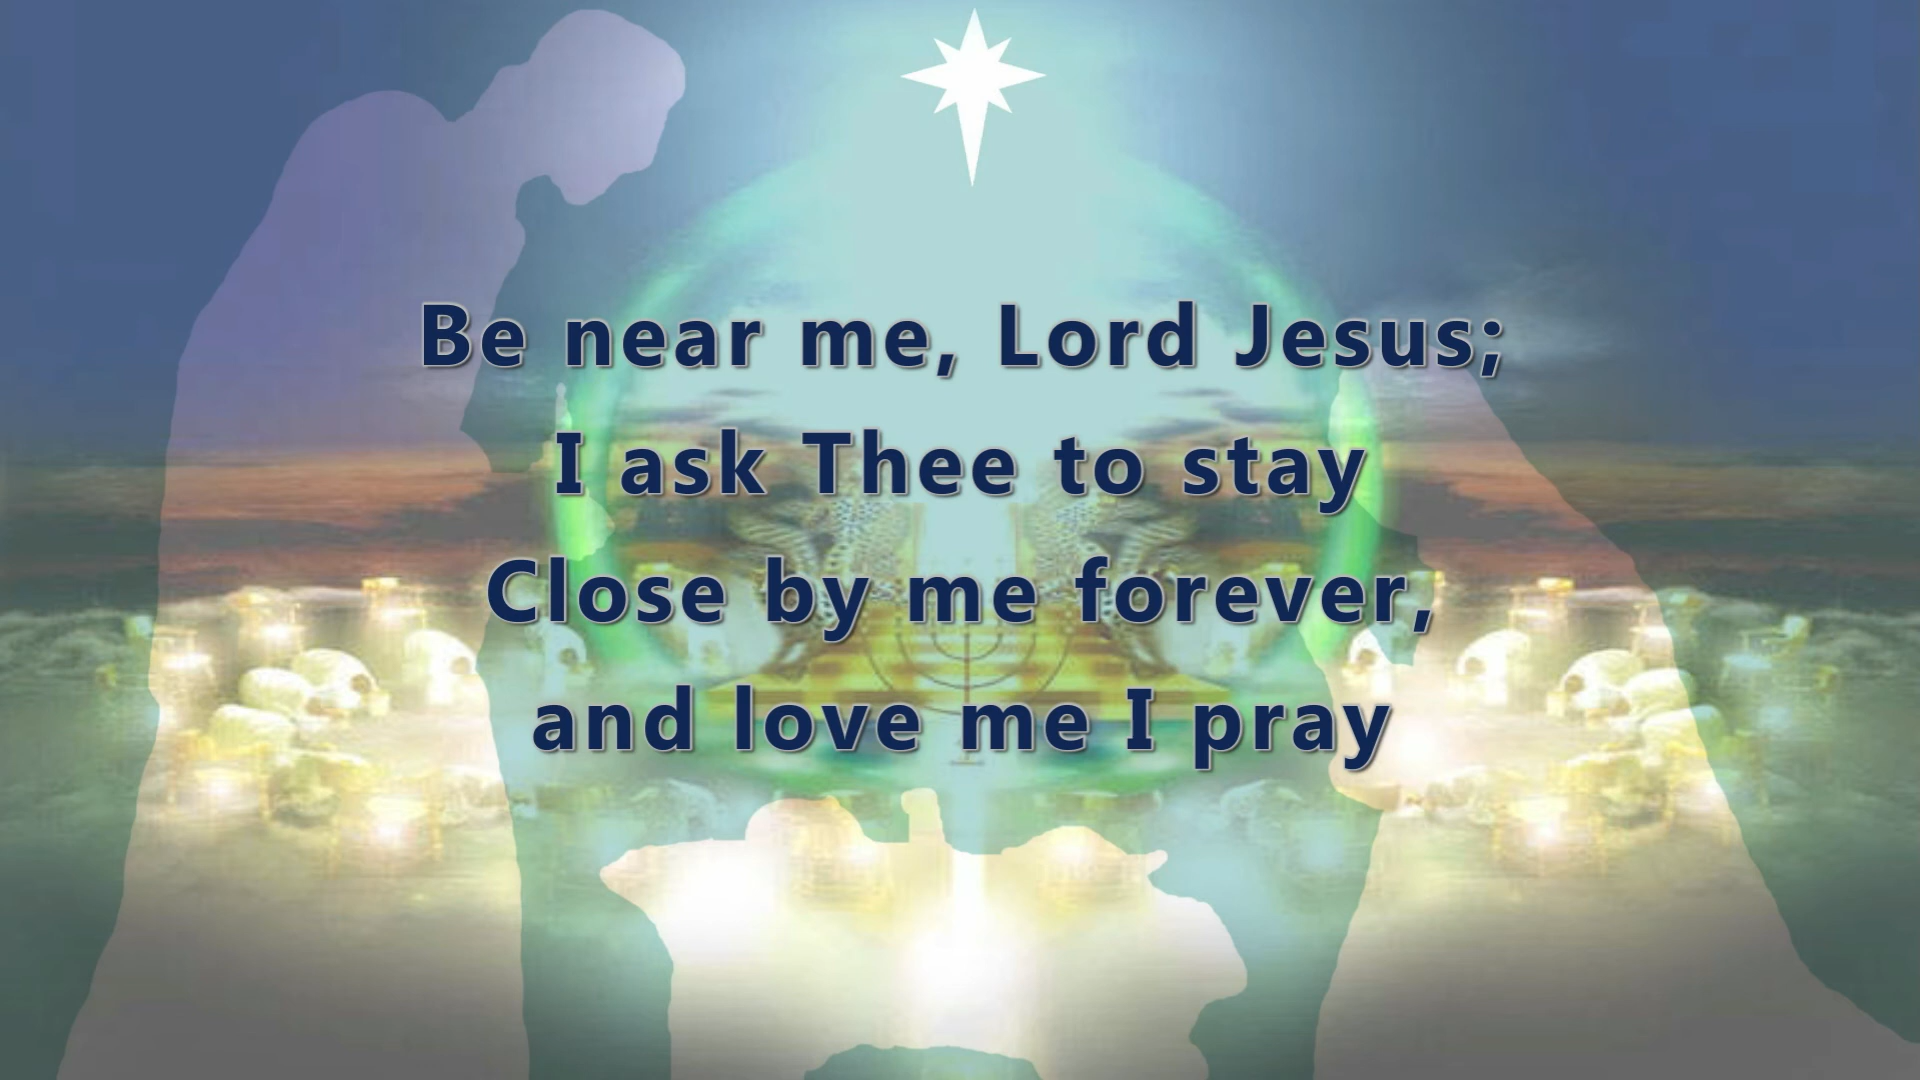 Be near me, Lord Jesus;
I ask Thee to stay
Close by me forever,
and love me I pray